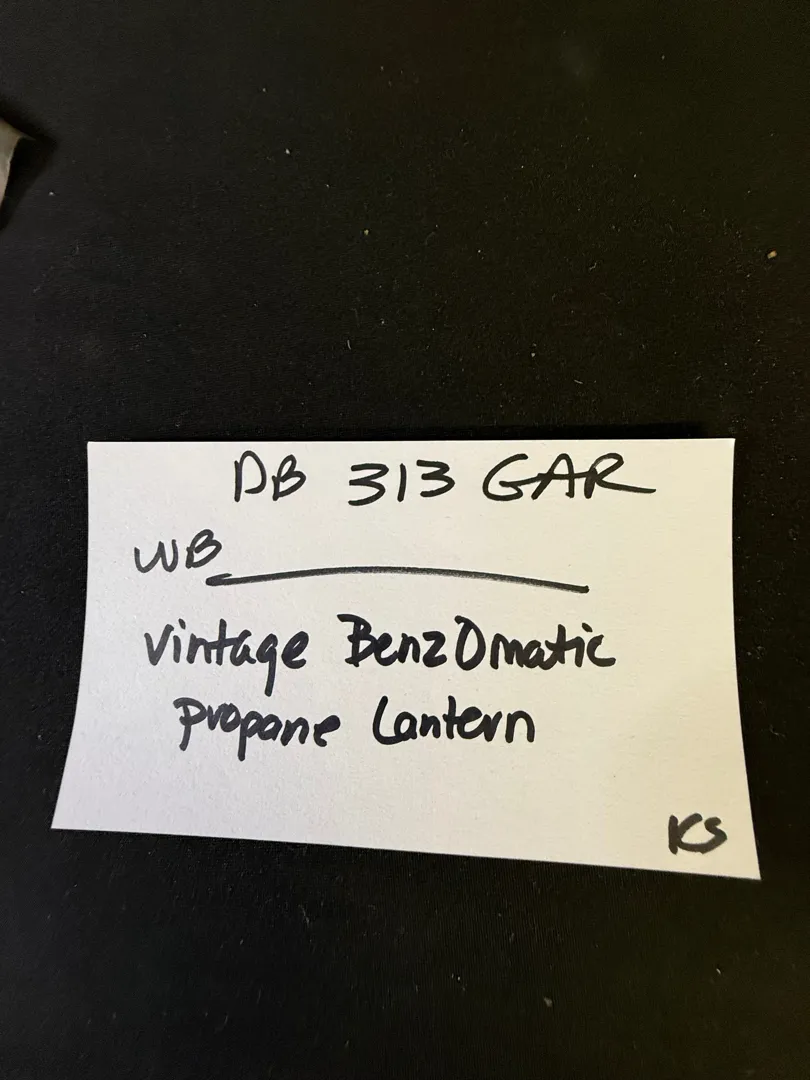 DB 313 GAR
WB
vintage BenzOmatic
propane Lantern
KS